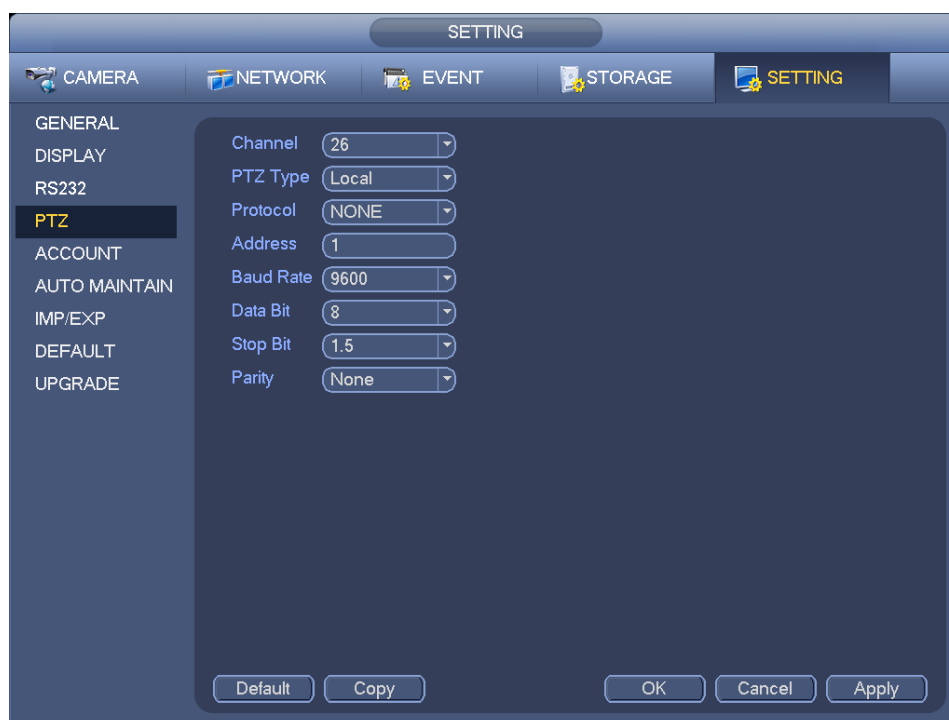 SETTING
CAMERA NETWORK EVENT STORAGE SETTING
GENERAL
DISPLAY
RS232
PTZ
ACCOUNT
AUTO MAINTAIN
IMP/EXP
DEFAULT
UPGRADE
Channel 26
PTZ Type Local
Protocol NONE
Address 1
Baud Rate 9600
Data Bit 8
Stop Bit 1.5
Parity None
Default Copy OK Cancel Apply